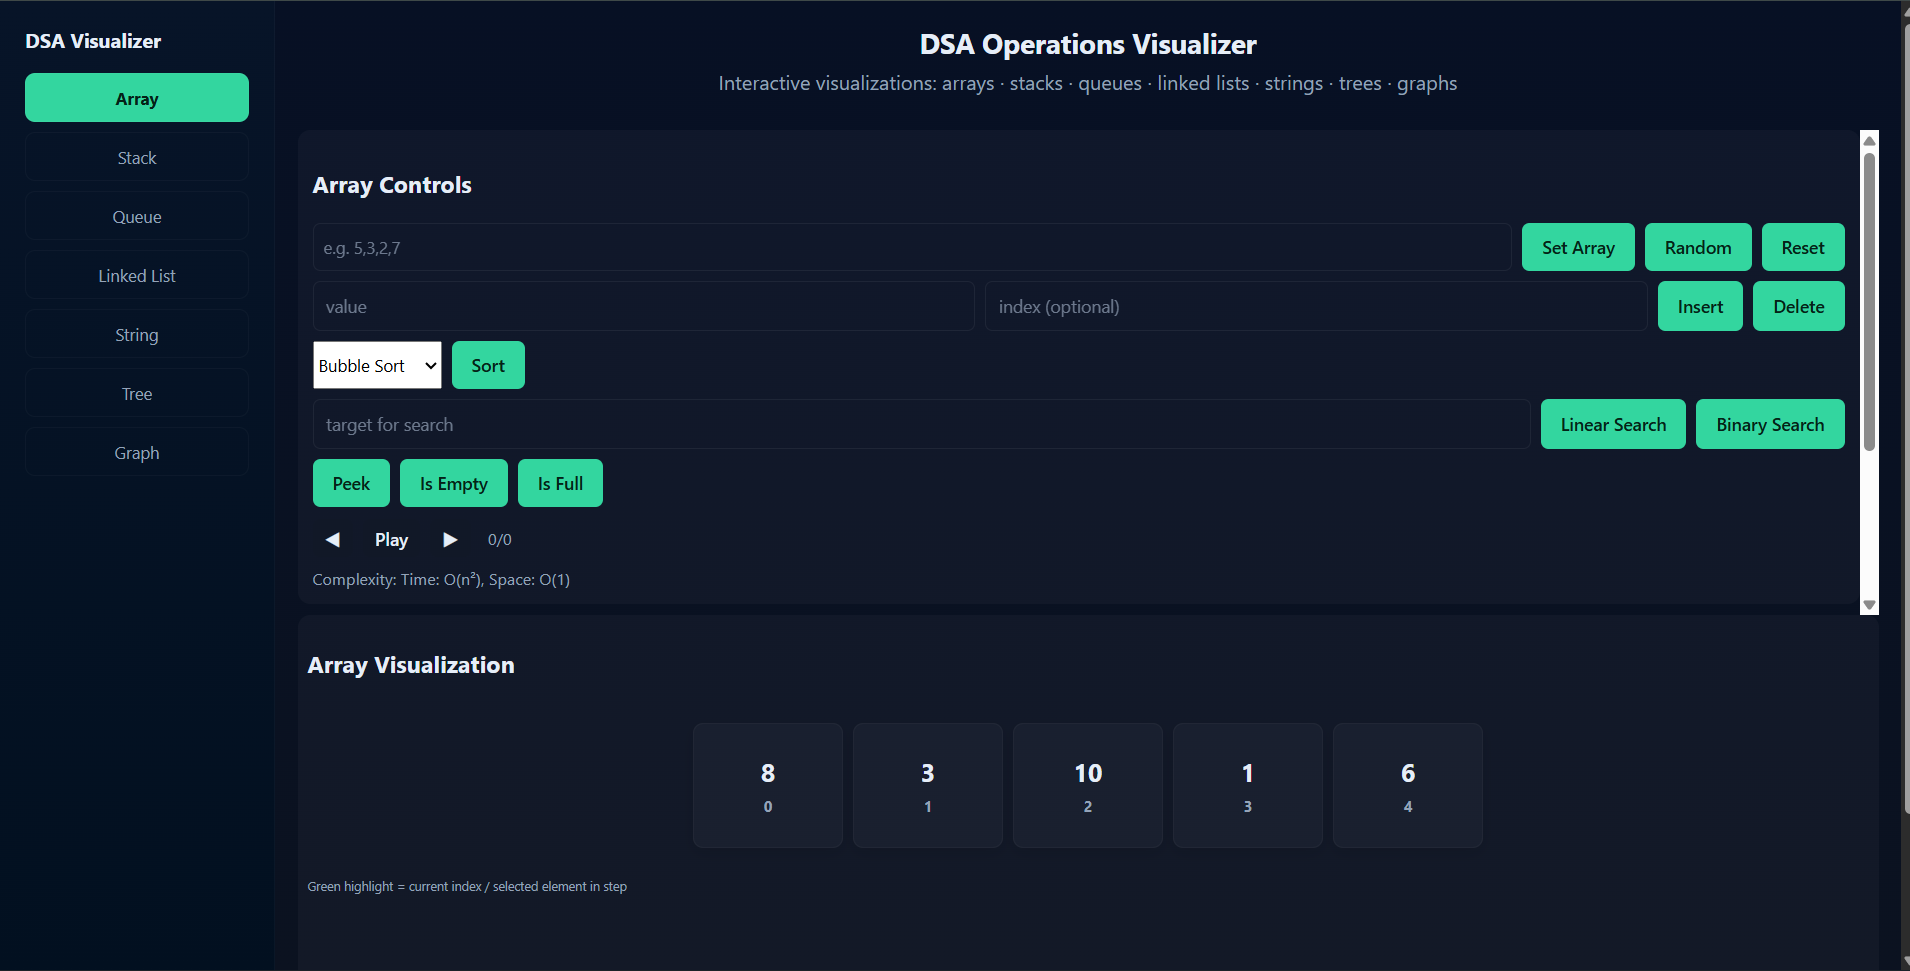 DSA Visualizer
Array
Stack
Queue
Linked List
String
Tree
Graph
DSA Operations Visualizer
Interactive visualizations: arrays · stacks · queues · linked lists · strings · trees · graphs
Array Controls
e.g. 5,3,2,7 Set Array Random Reset
value index (optional) Insert Delete
Bubble Sort Sort
target for search Linear Search Binary Search
Peek Is Empty Is Full
◀ Play ▶ 0/0
Complexity: Time: O(n²), Space: O(1)
Array Visualization
8 3 10 1 6
0 1 2 3 4
Green highlight = current index / selected element in step